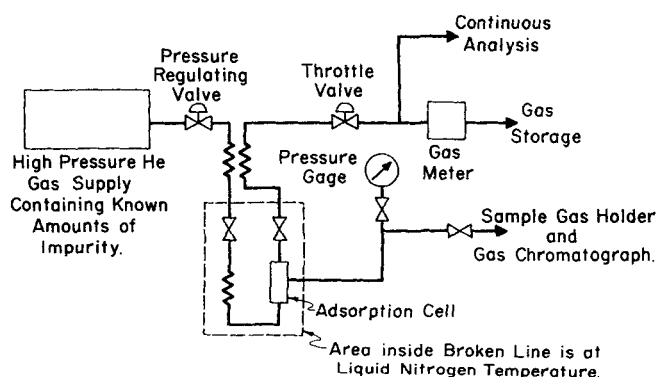 Continuous
Analysis
Pressure
Regulating
Valve
Throttle
Valve
Gas
Storage
High Pressure He
Gas Supply
Containing Known
Amounts of
Impurity.
Pressure
Gage
Gas
Meter
Sample Gas Holder
and
Gas Chromatograph.
Adsorption Cell
Area inside Broken Line is at
Liquid Nitrogen Temperature.